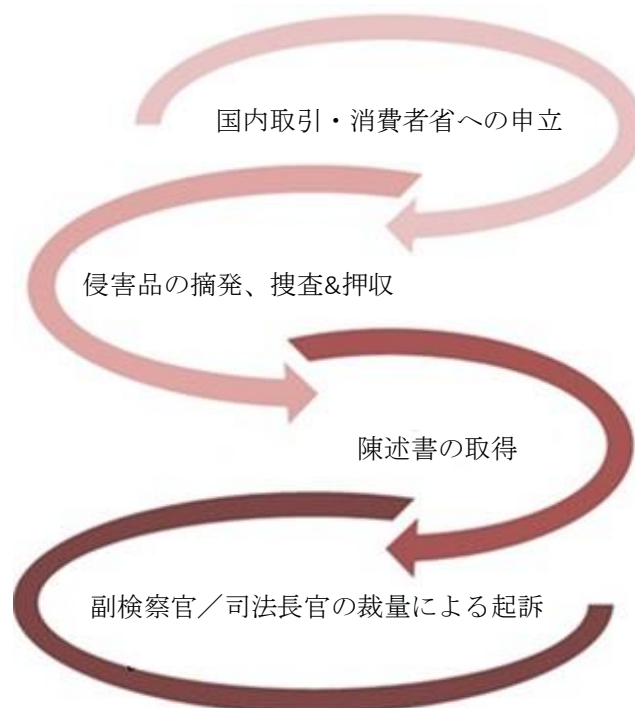 国内取引・消費者省への申立
侵害品の摘発、捜査&押収
陳述書の取得
副検察官／司法長官の裁量による起訴
、